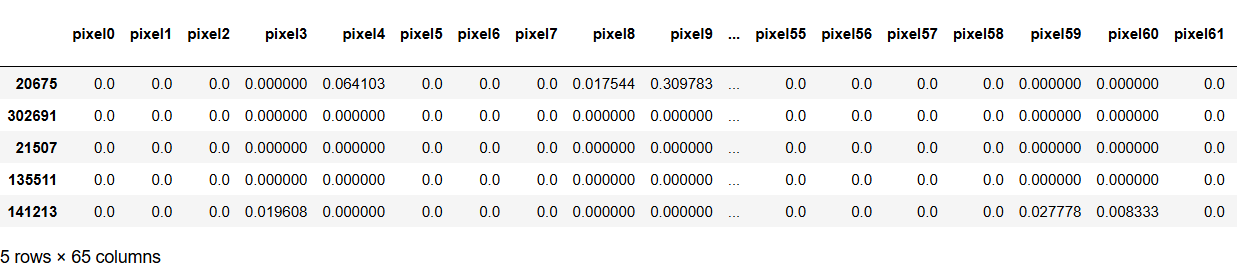 pixel0 pixel1 pixel2 pixel3 pixel4 pixel5 pixel6 pixel7 pixel8 pixel9 ... pixel55 pixel56 pixel57 pixel58 pixel59 pixel60 pixel61
20675 0.0 0.0 0.0 0.000000 0.064103 0.0 0.0 0.0 0.017544 0.309783 ... 0.0 0.0 0.0 0.0 0.000000 0.000000 0.0
302691 0.0 0.0 0.0 0.000000 0.000000 0.0 0.0 0.0 0.000000 0.000000 ... 0.0 0.0 0.0 0.0 0.000000 0.000000 0.0
21507 0.0 0.0 0.0 0.000000 0.000000 0.0 0.0 0.0 0.000000 0.000000 ... 0.0 0.0 0.0 0.0 0.000000 0.000000 0.0
135511 0.0 0.0 0.0 0.000000 0.000000 0.0 0.0 0.0 0.000000 0.000000 ... 0.0 0.0 0.0 0.0 0.000000 0.000000 0.0
141213 0.0 0.0 0.0 0.019608 0.000000 0.0 0.0 0.0 0.000000 0.000000 ... 0.0 0.0 0.0 0.0 0.027778 0.008333 0.0
5 rows × 65 columns